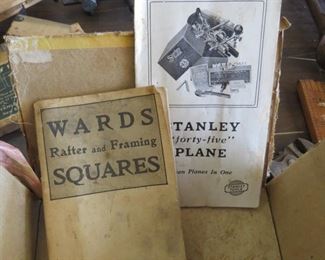 WARDS
Rafter and Framing
SQUARES
STANLEY
"forty-five"
PLANE
Planes in One